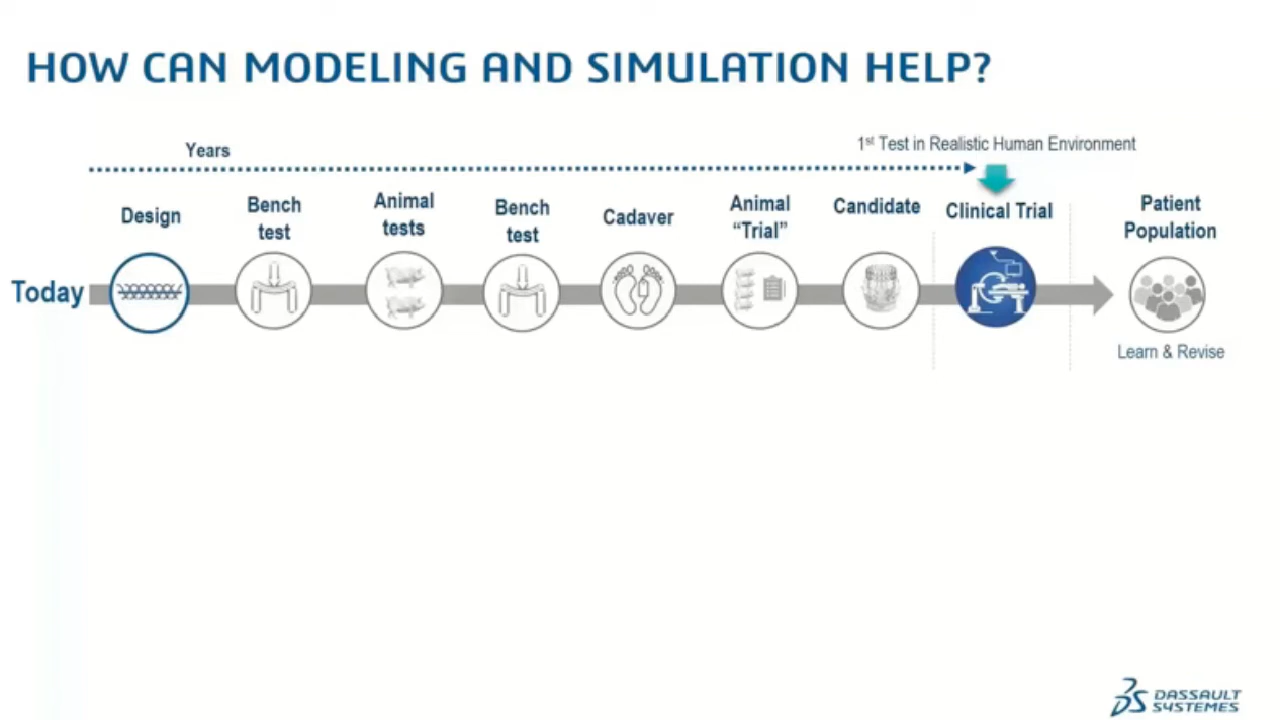 HOW CAN MODELING AND SIMULATION HELP?
Years
1st Test in Realistic Human Environment
Design
Bench
test
Animal
tests
Bench
test
Cadaver
Animal
“Trial”
Candidate
Clinical Trial
Patient
Population
Today
Learn & Revise
DASSAULT
SYSTEMES